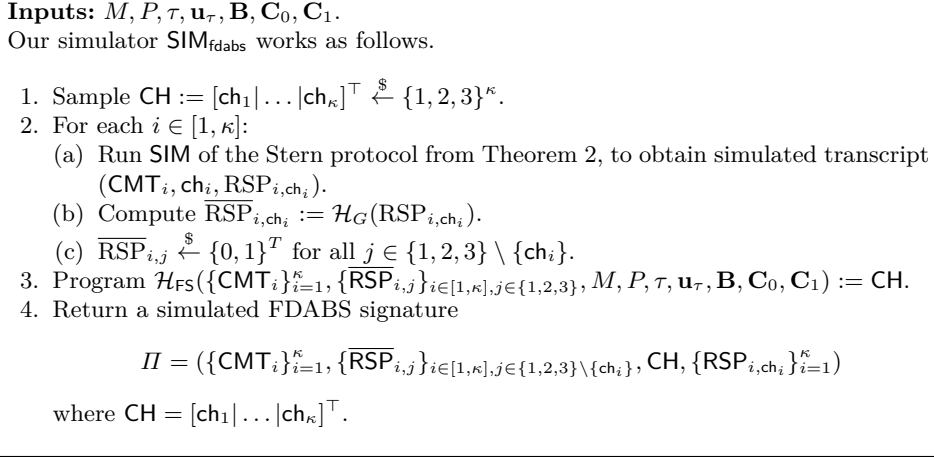 Inputs: M, P, τ, u_τ, B, C_0, C_1.
Our simulator SIM_fdabs works as follows.
1. Sample CH := [ch_1| . . . |ch_κ]^⊤ ←^$ {1, 2, 3}^κ.
2. For each i ∈ [1, κ]:
(a) Run SIM of the Stern protocol from Theorem 2, to obtain simulated transcript
(CMT_i, ch_i, RSP_{i,ch_i}).
(b) Compute \overline{RSP}_{i,ch_i} := H_G(RSP_{i,ch_i}).
(c) \overline{RSP}_{i,j} ←^$ {0, 1}^T for all j ∈ {1, 2, 3} \ {ch_i}.
3. Program H_FS({CMT_i}_{i=1}^κ, {\overline{RSP}_{i,j}}_{i∈[1,κ],j∈{1,2,3}}, M, P, τ, u_τ, B, C_0, C_1) := CH.
4. Return a simulated FDABS signature
Π = ({CMT_i}_{i=1}^κ, {\overline{RSP}_{i,j}}_{i∈[1,κ],j∈{1,2,3}\{ch_i}}, CH, {RSP_{i,ch_i}}_{i=1}^κ)
where CH = [ch_1| . . . |ch_κ]^⊤.